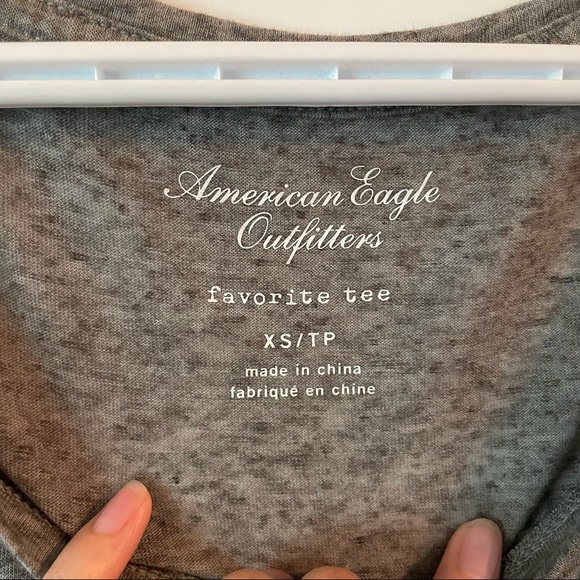 American Eagle
Outfitters
favorite tee
XS/TP
made in china
fabriqué en chine